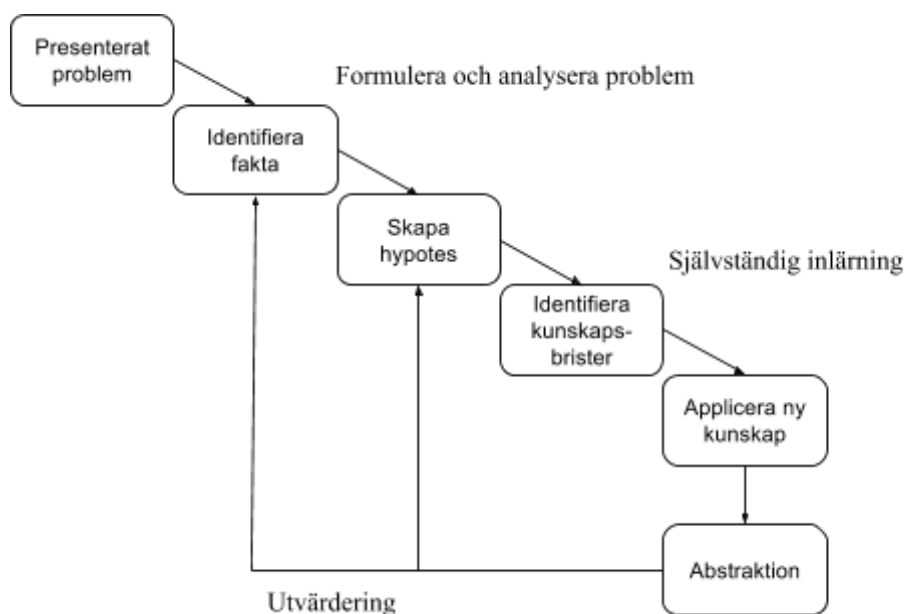 Presenterat
problem
Formulera och analysera problem
Identifiera
fakta
Skapa
hypotes
Självständig inlärning
Identifiera
kunskaps-
brister
Applicera ny
kunskap
Abstraktion
Utvärdering